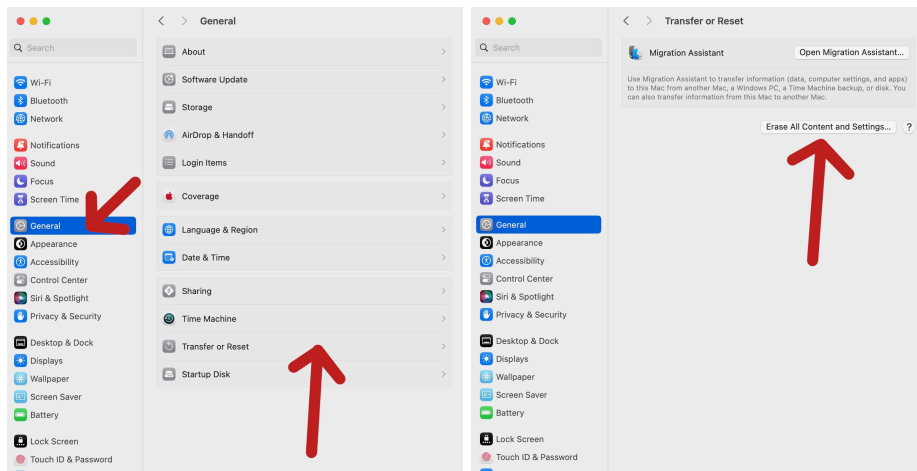 General
Search
Wi-Fi
Bluetooth
Network
Notifications
Sound
Focus
Screen Time
General
Appearance
Accessibility
Control Center
Siri & Spotlight
Privacy & Security
Desktop & Dock
Displays
Wallpaper
Screen Saver
Battery
Lock Screen
Touch ID & Password
About
Software Update
Storage
AirDrop & Handoff
Login Items
Coverage
Language & Region
Date & Time
Sharing
Time Machine
Transfer or Reset
Startup Disk
Transfer or Reset
Search
Wi-Fi
Bluetooth
Network
Notifications
Sound
Focus
Screen Time
General
Appearance
Accessibility
Control Center
Siri & Spotlight
Privacy & Security
Desktop & Dock
Displays
Wallpaper
Screen Saver
Battery
Lock Screen
Touch ID & Password
Migration Assistant
Open Migration Assistant...
Use Migration Assistant to transfer information (data, computer settings, and apps)
to this Mac from another Mac, a Windows PC, a Time Machine backup, or disk. You
can also transfer information from this Mac to another Mac.
Erase All Content and Settings...
?